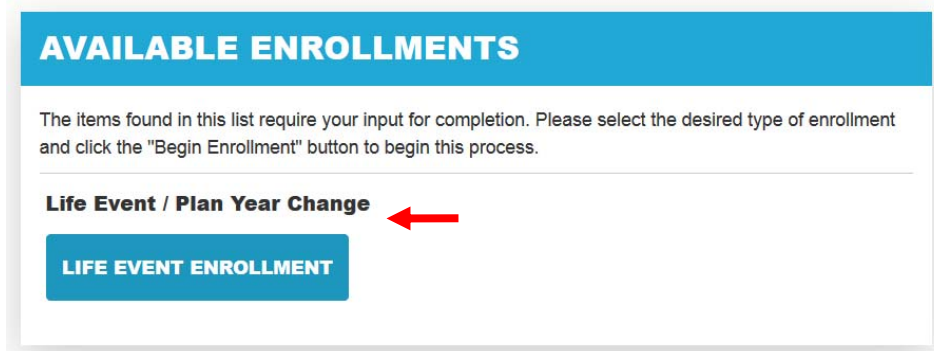 AVAILABLE ENROLLMENTS
The items found in this list require your input for completion. Please select the desired type of enrollment
and click the "Begin Enrollment" button to begin this process.
Life Event / Plan Year Change
LIFE EVENT ENROLLMENT